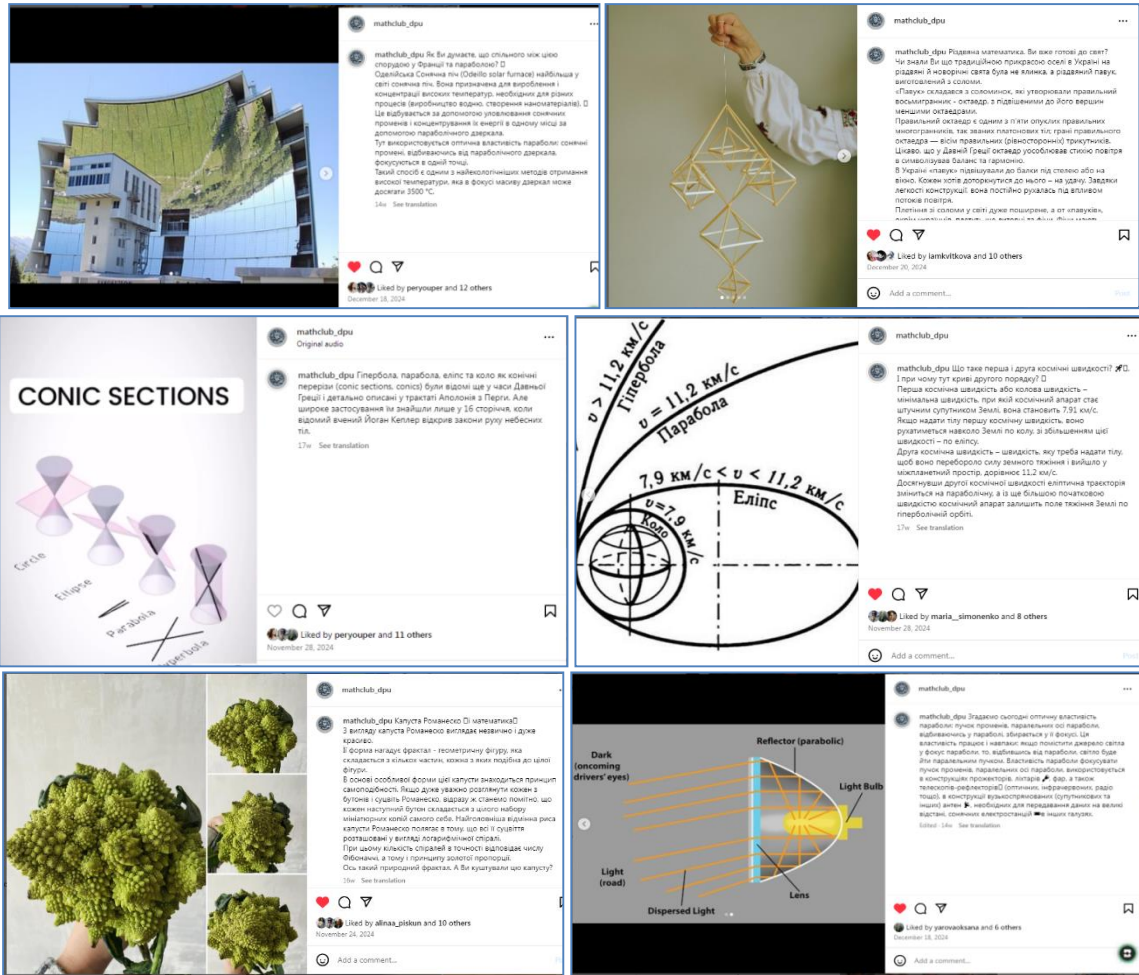 mathclub_dpu
mathclub_dpu Як Ви думаєте, що спільного між цією
спорудою у Франції та параболою?
Оделійська Сонячна піч (Odeillo solar furnace) найбільша у
світі сонячна піч. Вона призначена для вироблення і
концентрації високих температур, необхідних для різних
процесів (виробництво водню, створення наноматеріалів).
Це відбувається за допомогою уловлювання сонячних
променів і концентрування їх енергії в одному місці за
допомогою параболічного дзеркала.
Тут використовується оптична властивість параболи: сонячні
промені, відбиваючись від параболічного дзеркала,
фокусуються в одній точці.
Такий спосіб є одним з найекологічніших методів отримання
високої температури, яка в фокусі масиву дзеркал може
досягати 3500 °C.
14w See translation
Liked by peryouper and 12 others
December 18, 2024
mathclub_dpu
mathclub_dpu Різдвяна математика. Ви вже готові до свят?
Чи знали Ви що традиційною прикрасою оселі в Україні на
різдвяні й новорічні свята була не ялинка, а різдвяний павук,
виготовлений з соломи.
«Павук» складався з соломинок, які утворювали правильний
восьмигранник - октаедр, з підвішеними до його вершин
меншими октаедрами.
Правильний октаедр є одним з п'яти опуклих правильних
многогранників, так званих платонових тіл; грані правильного
октаедра — вісім правильних (рівносторонніх) трикутників.
Цікаво, що у Давній Греції октаедр уособлював стихію повітря
в символізував баланс та гармонію.
В Україні «павук» підвішували до балки під стелею або на
вікно. Кожен хотів доторкнутися до нього – на удачу. Завдяки
легкості конструкції, вона постійно рухалась під впливом
потоків повітря.
Плетіння зі соломи у світі дуже поширене, а от «павуків»,
Liked by iamkvitkova and 10 others
December 20, 2024
Add a comment...
Post
mathclub_dpu
Original audio
CONIC SECTIONS
Circle
Ellipse
Parabola
mathclub_dpu Гіпербола, парабола, еліпс та коло як конічні
перерізи (conic sections, conics) були відомі ще у часи Давньої
Греції і детально описані у трактаті Аполонія з Перги. Але
широке застосування їм знайшли лише у 16 сторіччя, коли
відомий вчений Йоган Кеплер відкрив закони руху небесних
тіл.
17w See translation
Liked by peryouper and 11 others
November 28, 2024
υ > 11,2 км/с
Гіпербола
υ = 11,2 км/с
Парабола
7,9 км/с < υ < 11,2 км/с
Еліпс
υ=7,9 км/с
Коло
mathclub_dpu
mathclub_dpu Що таке перша і друга космічні швидкості?
І при чому тут криві другого порядку?
Перша космічна швидкість або колова швидкість –
мінімальна швидкість, при якій космічний апарат стає
штучним супутником Землі, вона становить 7,91 км/с.
Якщо надати тілу першу космічну швидкість, воно
рухатиметься навколо Землі по колу, зі збільшенням цієї
швидкості – по еліпсу.
Друга космічна швидкість – швидкість, яку треба надати тілу,
щоб воно перебороло силу земного тяжіння і вийшло у
міжпланетний простір, дорівнює 11,2 км/с.
Досягнувши другої космічної швидкості еліптична траєкторія
зміниться на параболічну, а із ще більшою початковою
швидкістю космічний апарат залишить поле тяжіння Землі по
гіперболічній орбіті.
17w See translation
Liked by maria__simonenko and 8 others
November 28, 2024
Add a comment...
Post
mathclub_dpu
mathclub_dpu Капуста Романеско і математика
З вигляду капуста Романеско виглядає незвично і дуже
красиво.
Її форма нагадує фрактал - геометричну фігуру, яка
складається з кількох частин, кожна з яких подібна до цілої
фігури.
В основі особливої форми цієї капусти знаходиться принцип
самоподібності. Якщо дуже уважно розглянути кожен з
бутонів і суцвіть Романеско, відразу ж станемо помітно, що
кожен наступний бутон складається з цілого набору
мініатюрних копій самого себе. Найголовніша відмінна риса
капусти Романеско полягає в тому, що всі її суцвіття
розташовані у вигляді логарифмічної спіралі.
При цьому кількість спіралей в точності відповідає числу
Фібоначчі, а тому і принципу золотої пропорції.
Ось такий природний фрактал. А Ви куштували цю капусту?
See translation
Liked by alinaa_piskun and 10 others
November 24, 2024
Add a comment...
Dark
(oncoming
drivers' eyes)
Reflector (parabolic)
Light Bulb
Light
(road)
Lens
Dispersed Light
mathclub_dpu
mathclub_dpu Згадаємо сьогодні оптичну властивість
параболи: пучок променів, паралельних осі параболи,
відбиваючись у параболі, збирається у її фокусі. Ця
властивість працює і навпаки: якщо помістити джерело світла
у фокус параболи, то, відбившись від параболи, світло буде
йти паралельним пучком. Властивість параболи фокусувати
пучок променів, паралельних осі параболи, використовується
в конструкціях прожекторів, ліхтарів, фар, а також
телескопів-рефлекторів (оптичних, інфрачервоних, радіо
тощо), в конструкції вузькоспрямованих (супутникових та
інших) антен, необхідних для передавання даних на великі
відстані, сонячних електростанцій и інших галузях.
Edited · 14w See translation
Liked by yarovaoksana and 6 others
December 18, 2024
Add a comment...